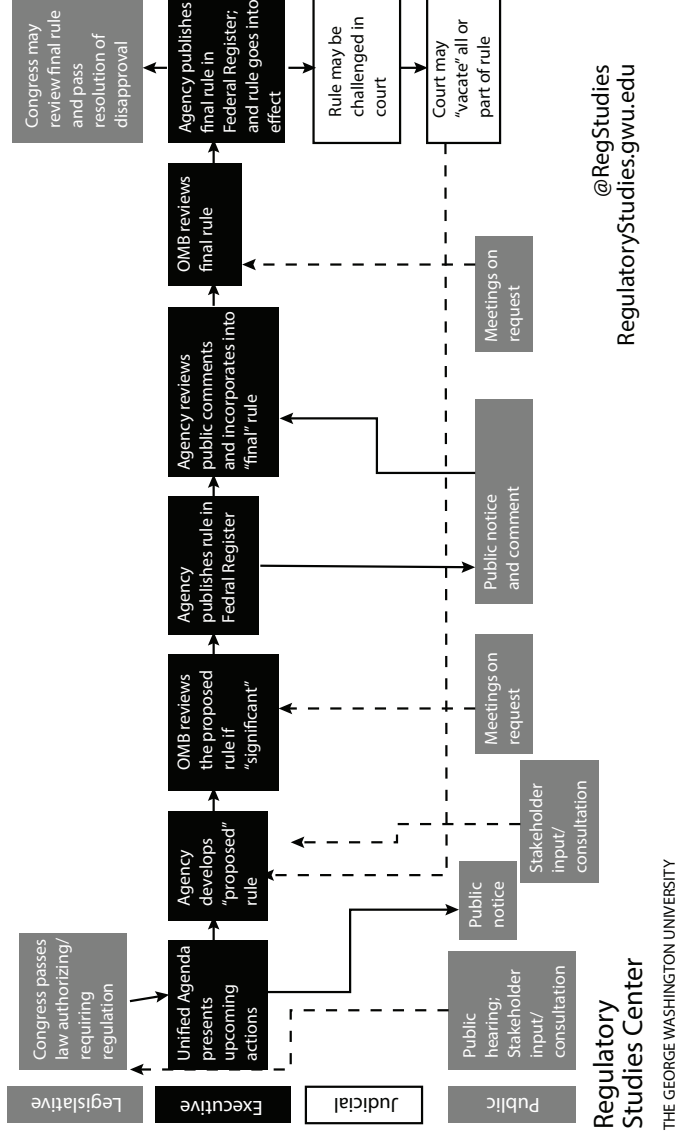 Legislative
Executive
Judicial
Public
Congress passes
law authorizing/
requiring
regulation
Congress may
review final rule
and pass
resolution of
disapproval
Unified Agenda
presents
upcoming
actions
Agency
develops
“proposed”
rule
OMB reviews
the proposed
rule if
“significant”
Agency
publishes rule in
Fedral Register
Agency reviews
public comments
and incorporates into
“final” rule
OMB reviews
final rule
Agency publishes
final rule in
Federal Register;
and rule goes into
effect
Rule may be
challenged in
court
Court may
“vacate” all or
part of rule
Public
hearing;
Stakeholder
input/
consultation
Public
notice
Stakeholder
input/
consultation
Meetings on
request
Public notice
and comment
Meetings on
request
Regulatory
Studies Center
THE GEORGE WASHINGTON UNIVERSITY
@RegStudies
RegulatoryStudies.gwu.edu